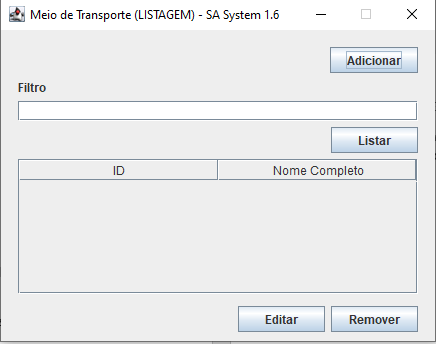 Meio de Transporte (LISTAGEM) - SA System 1.6
Adicionar
Filtro
Listar
ID Nome Completo
Editar Remover